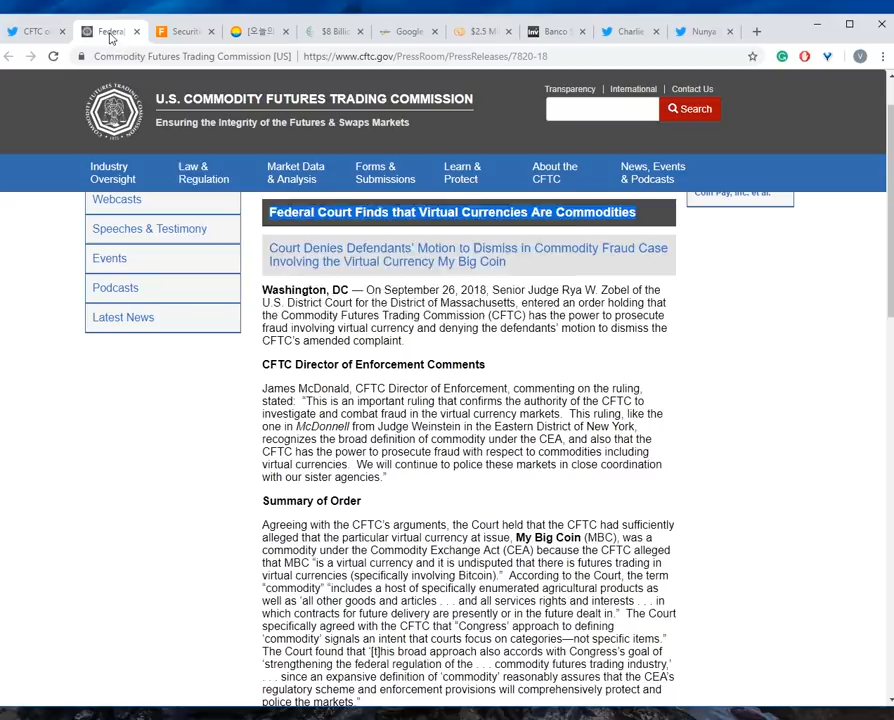 CFTC o
Federal
Securiti
[오늘의
$8 Billi
Google
$2.5 M
Banco S
Charlie
Nunya
Commodity Futures Trading Commission [US] | https://www.cftc.gov/PressRoom/PressReleases/7820-18
Transparency | International | Contact Us
U.S. COMMODITY FUTURES TRADING COMMISSION
Ensuring the Integrity of the Futures & Swaps Markets
Search
Industry Oversight
Law & Regulation
Market Data & Analysis
Forms & Submissions
Learn & Protect
About the CFTC
News, Events & Podcasts
Coin Pay, Inc. et al.
Webcasts
Speeches & Testimony
Events
Podcasts
Latest News
Federal Court Finds that Virtual Currencies Are Commodities
Court Denies Defendants' Motion to Dismiss in Commodity Fraud Case
Involving the Virtual Currency My Big Coin
Washington, DC — On September 26, 2018, Senior Judge Rya W. Zobel of the
U.S. District Court for the District of Massachusetts, entered an order holding that
the Commodity Futures Trading Commission (CFTC) has the power to prosecute
fraud involving virtual currency and denying the defendants' motion to dismiss the
CFTC's amended complaint.
CFTC Director of Enforcement Comments
James McDonald, CFTC Director of Enforcement, commenting on the ruling,
stated: “This is an important ruling that confirms the authority of the CFTC to
investigate and combat fraud in the virtual currency markets. This ruling, like the
one in McDonnell from Judge Weinstein in the Eastern District of New York,
recognizes the broad definition of commodity under the CEA, and also that the
CFTC has the power to prosecute fraud with respect to commodities including
virtual currencies. We will continue to police these markets in close coordination
with our sister agencies.”
Summary of Order
Agreeing with the CFTC's arguments, the Court held that the CFTC had sufficiently
alleged that the particular virtual currency at issue, My Big Coin (MBC), was a
commodity under the Commodity Exchange Act (CEA) because the CFTC alleged
that MBC “is a virtual currency and it is undisputed that there is futures trading in
virtual currencies (specifically involving Bitcoin).” According to the Court, the term
“commodity” “includes a host of specifically enumerated agricultural products as
well as ‘all other goods and articles . . . and all services rights and interests . . . in
which contracts for future delivery are presently or in the future dealt in.” The Court
specifically agreed with the CFTC that “Congress’ approach to defining
‘commodity’ signals an intent that courts focus on categories—not specific items.”
The Court found that ‘[t]his broad approach also accords with Congress’s goal of
‘strengthening the federal regulation of the . . . commodity futures trading industry,’
. . . since an expansive definition of ‘commodity’ reasonably assures that the CEA's
regulatory scheme and enforcement provisions will comprehensively protect and
police the markets.”